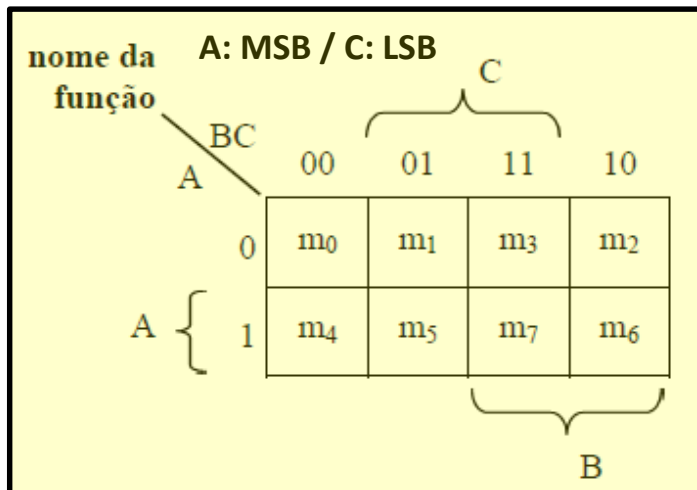 nome da
função
A: MSB / C: LSB
C
BC
A
00 01 11 10
0 m₀ m₁ m₃ m₂
A { 1 m₄ m₅ m₇ m₆
B